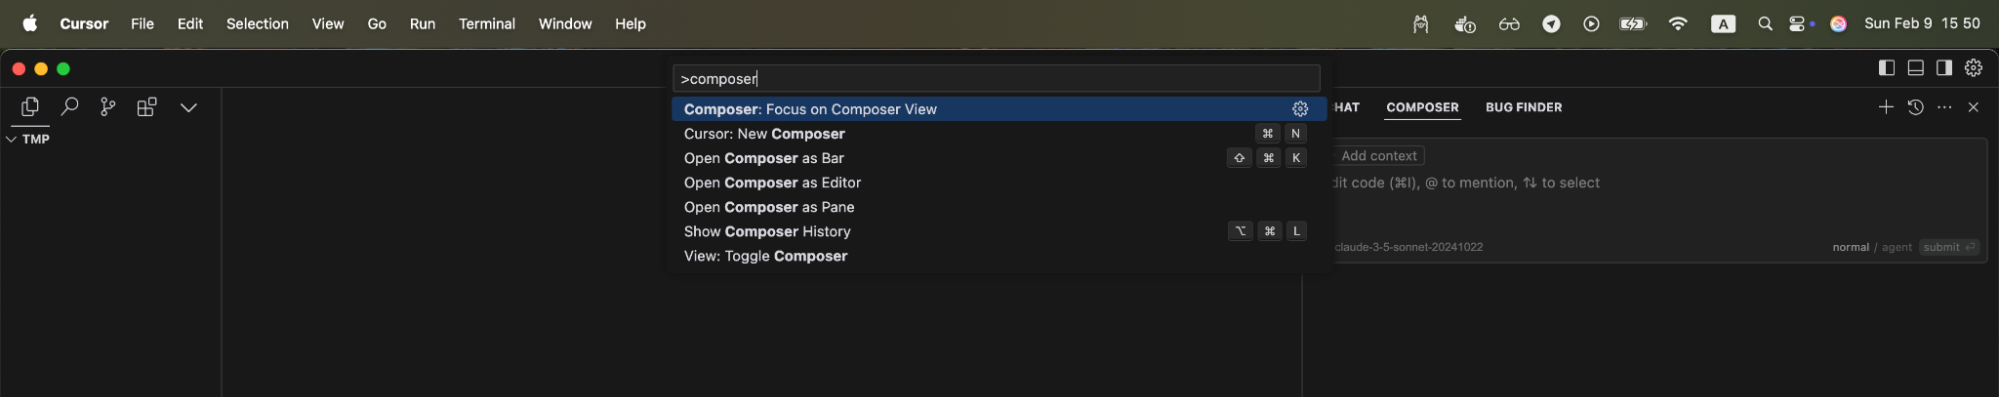 Cursor File Edit Selection View Go Run Terminal Window Help A Sun Feb 9 15 50
>composer
Composer: Focus on Composer View
Cursor: New Composer ⌘ N
Open Composer as Bar ⇧ ⌘ K
Open Composer as Editor
Open Composer as Pane
Show Composer History ⌥ ⌘ L
View: Toggle Composer
TMP
HAT COMPOSER BUG FINDER
Add context
dit code (⌘I), @ to mention, ⇅ to select
claude-3-5-sonnet-20241022 normal / agent submit ⏎